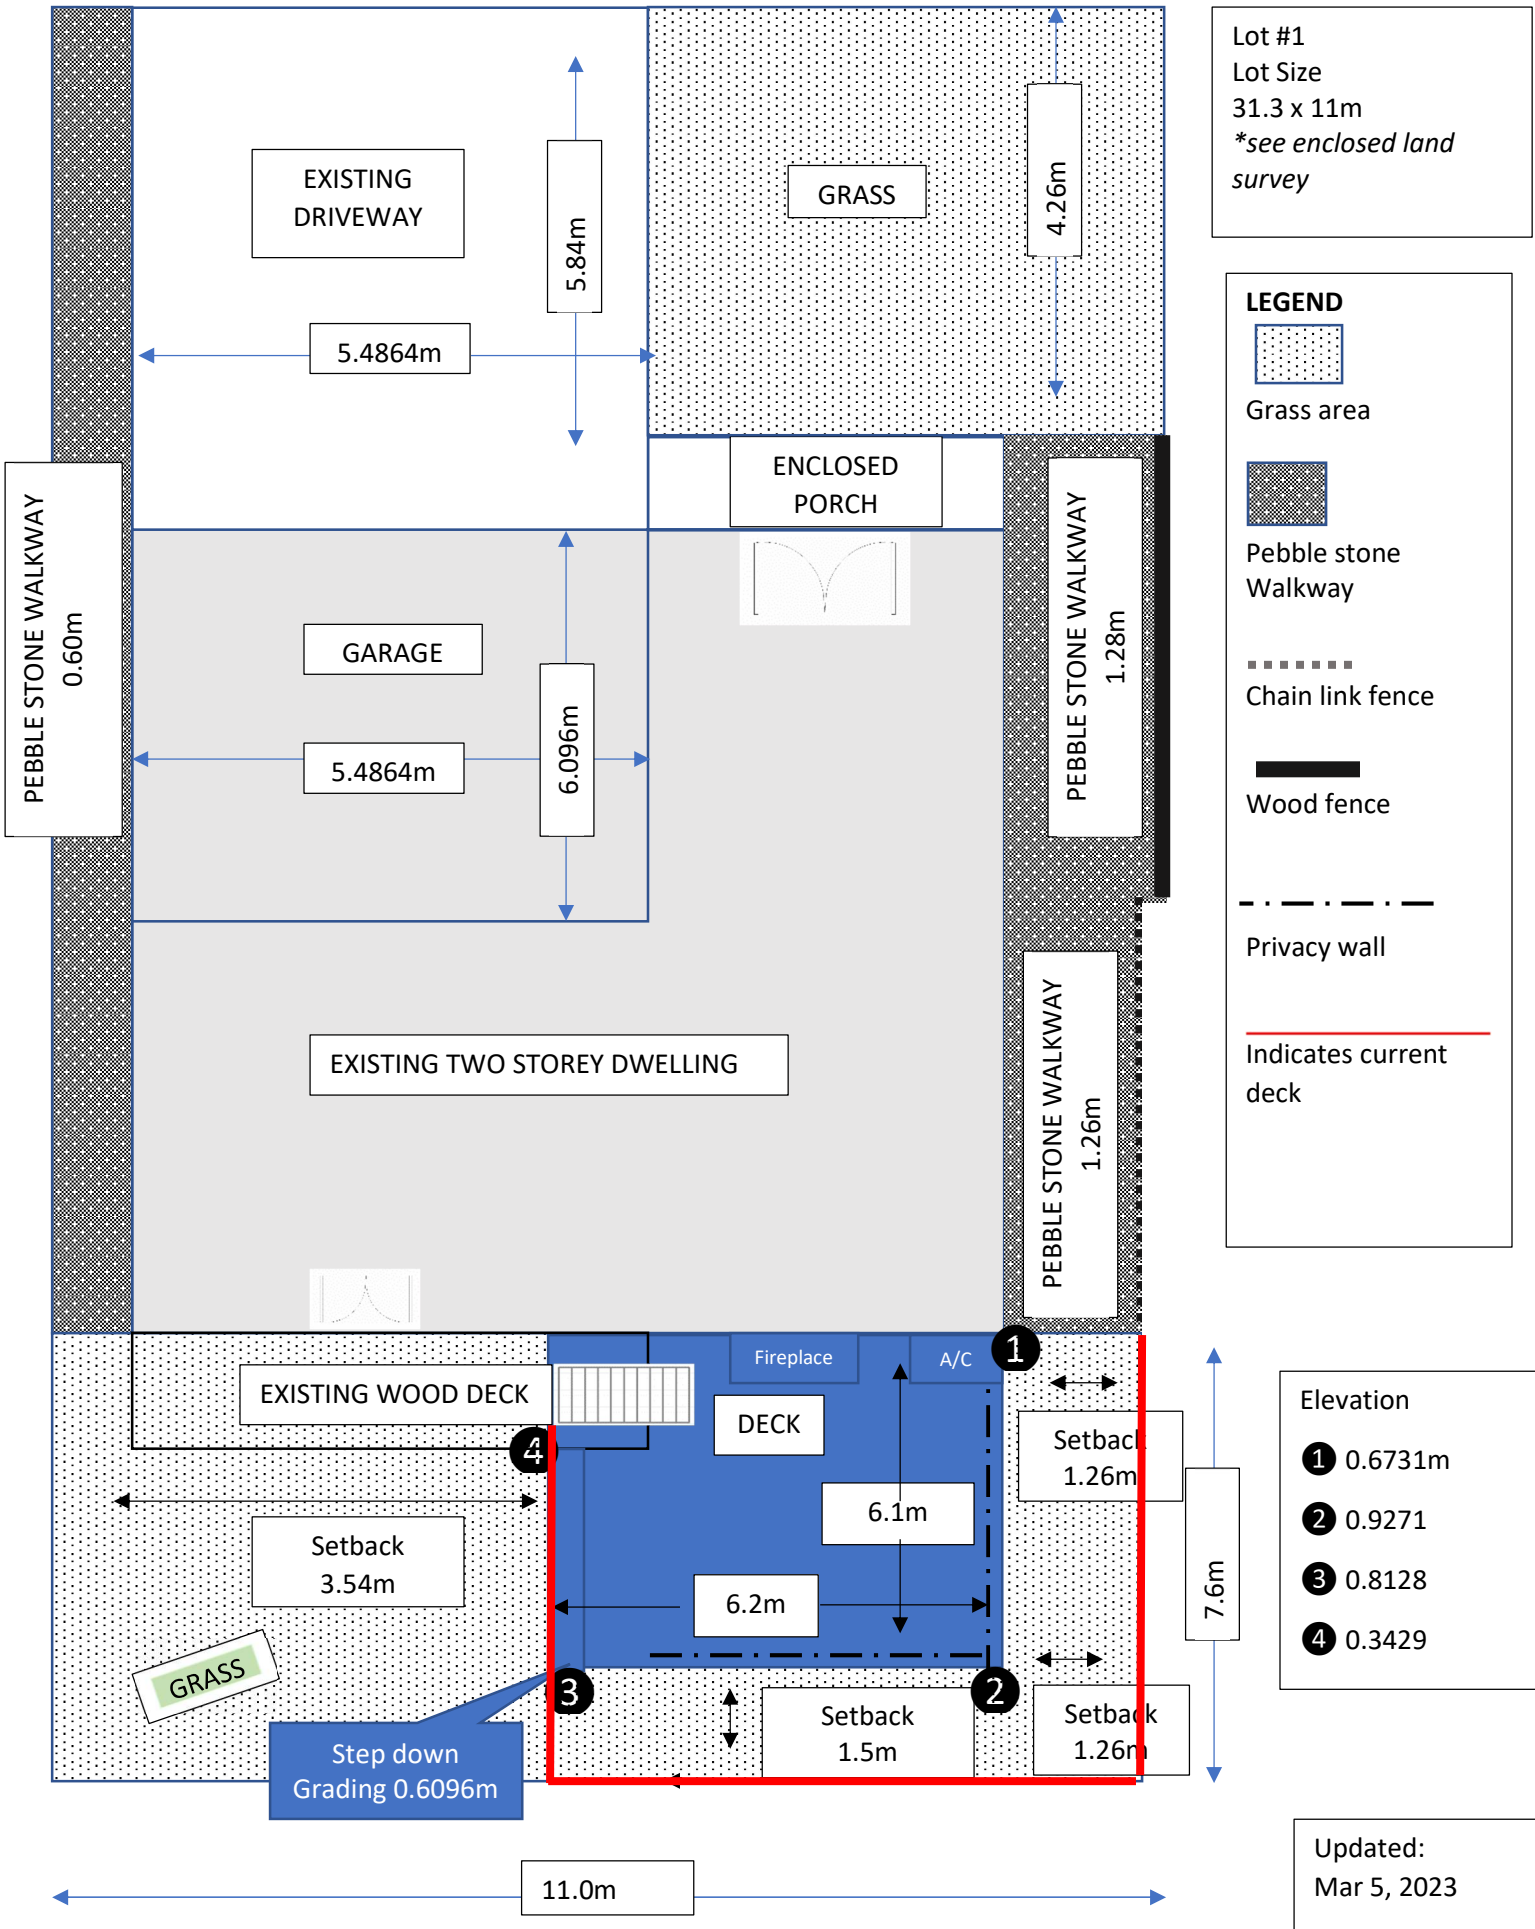 Lot #1
Lot Size
31.3 x 11m
*see enclosed land
survey
EXISTING
DRIVEWAY
5.84m
5.4864m
GRASS
4.26m
LEGEND
Grass area
Pebble stone
Walkway
Chain link fence
Wood fence
Privacy wall
Indicates current
deck
ENCLOSED
PORCH
PEBBLE STONE WALKWAY
0.60m
PEBBLE STONE WALKWAY
1.28m
GARAGE
6.096m
5.4864m
EXISTING TWO STOREY DWELLING
PEBBLE STONE WALKWAY
1.26m
Fireplace
A/C
1
EXISTING WOOD DECK
DECK
4
Setback
1.26m
6.1m
Setback
3.54m
6.2m
7.6m
Elevation
1 0.6731m
2 0.9271
3 0.8128
4 0.3429
GRASS
3
2
Setback
1.5m
Setback
1.26m
Step down
Grading 0.6096m
11.0m
Updated:
Mar 5, 2023